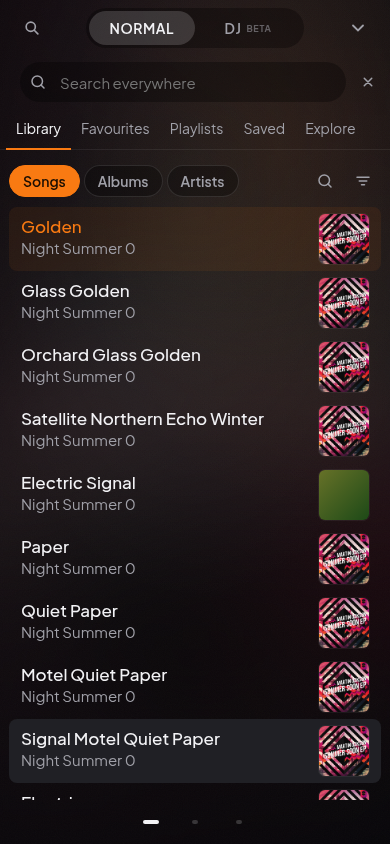 NORMAL
DJ BETA
Search everywhere
Library Favourites Playlists Saved Explore
Songs Albums Artists
Golden
Night Summer 0
Glass Golden
Night Summer 0
Orchard Glass Golden
Night Summer 0
Satellite Northern Echo Winter
Night Summer 0
Electric Signal
Night Summer 0
Paper
Night Summer 0
Quiet Paper
Night Summer 0
Motel Quiet Paper
Night Summer 0
Signal Motel Quiet Paper
Night Summer 0